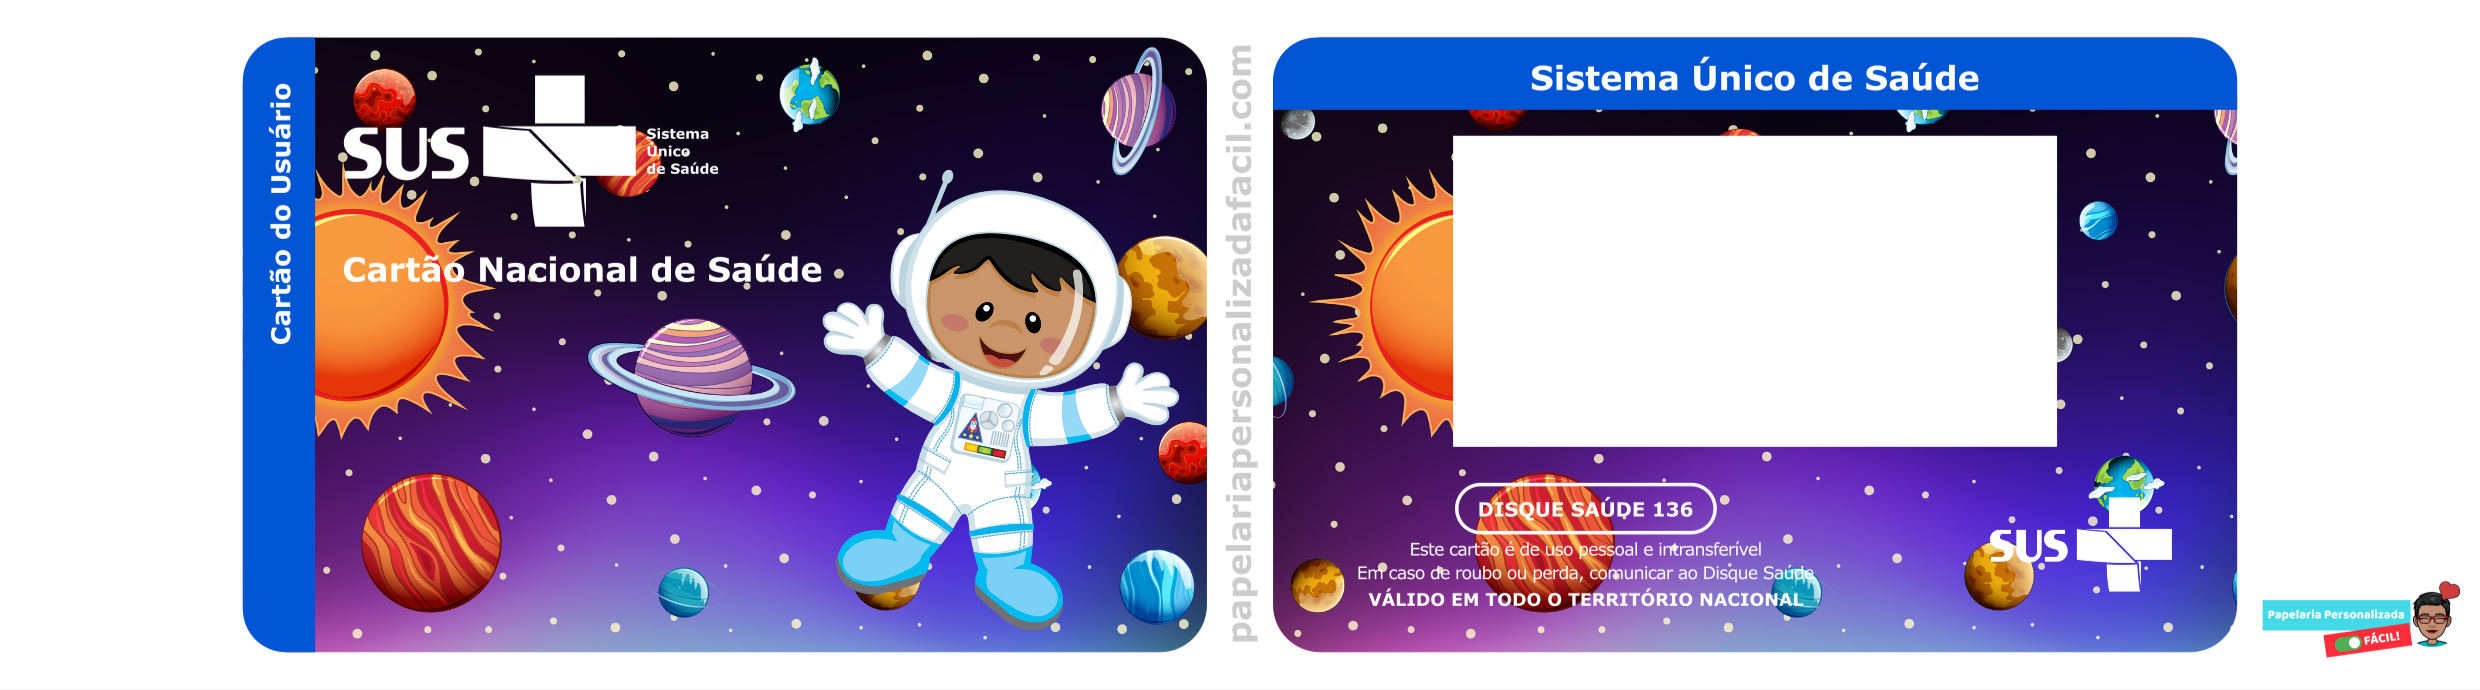 Cartão do Usuário
SUS
Sistema
Único
de Saúde
Cartão Nacional de Saúde
papelariapersonalizadafacil.com
Sistema Único de Saúde
DISQUE SAÚDE 136
Este cartão é de uso pessoal e intransferível
Em caso de roubo ou perda, comunicar ao Disque Saúde
VÁLIDO EM TODO O TERRITÓRIO NACIONAL
SUS
Papelaria Personalizada
FÁCIL!